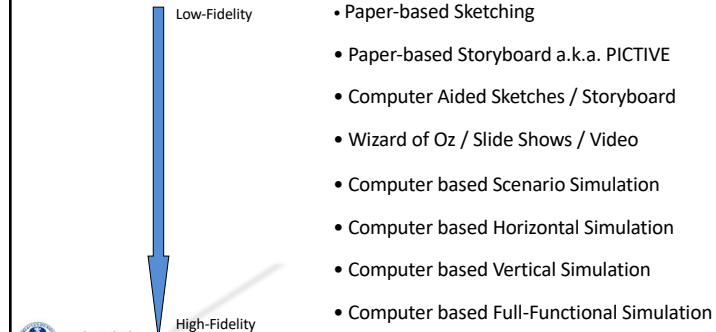 Low-Fidelity
• Paper-based Sketching
• Paper-based Storyboard a.k.a. PICTIVE
• Computer Aided Sketches / Storyboard
• Wizard of Oz / Slide Shows / Video
• Computer based Scenario Simulation
• Computer based Horizontal Simulation
• Computer based Vertical Simulation
• Computer based Full-Functional Simulation
High-Fidelity